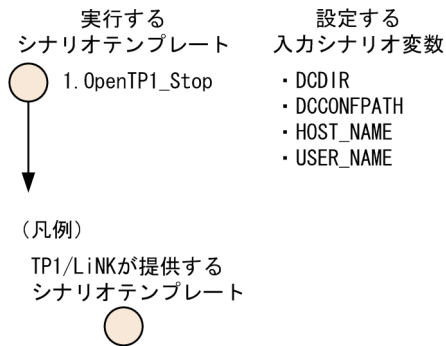 実行する
シナリオテンプレート
設定する
入力シナリオ変数
1.OpenTP1_Stop
・DCDIR
・DCCONFPATH
・HOST_NAME
・USER_NAME
（凡例）
TP1/LiNKが提供する
シナリオテンプレート